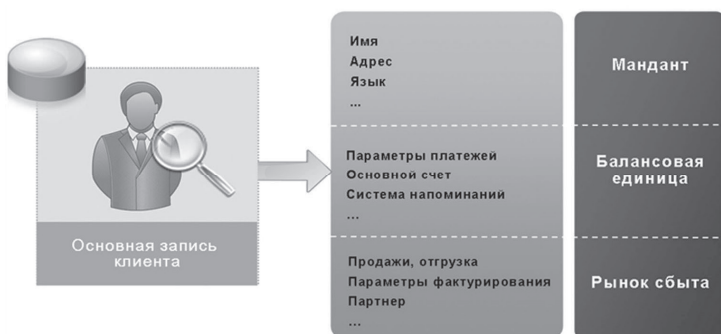 Основная запись
клиента
Имя
Адрес
Язык
...
Мандант
Параметры платежей
Основной счет
Система напоминаний
...
Балансовая
единица
Продажи, отгрузка
Параметры фактурирования
Партнер
...
Рынок сбыта